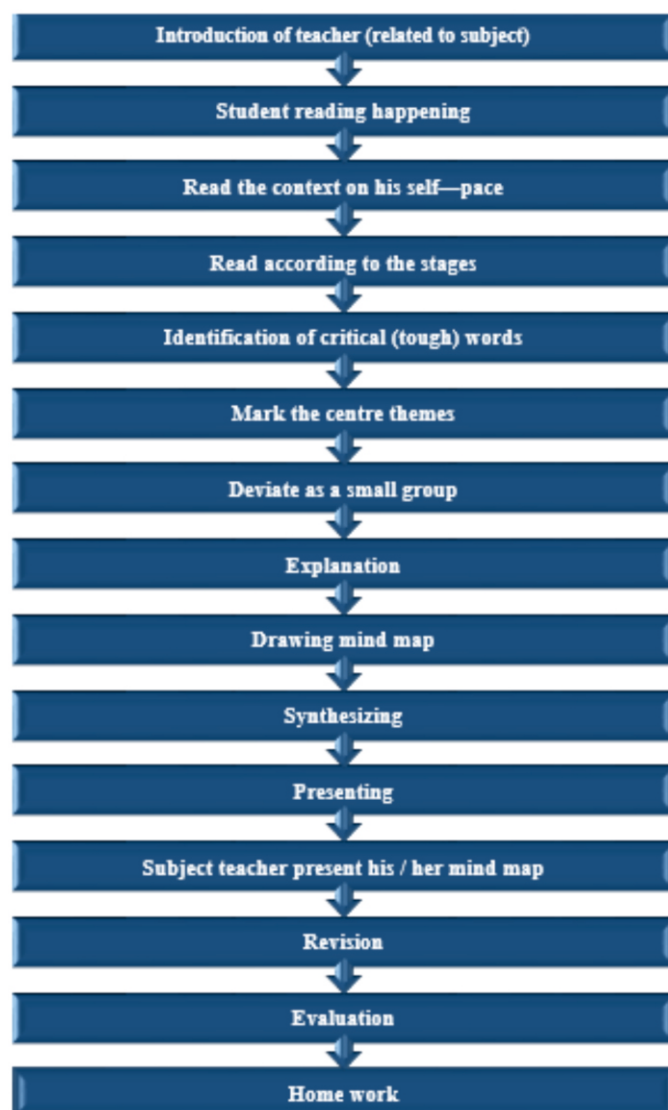 Introduction of teacher (related to subject)
Student reading happening
Read the context on his self—pace
Read according to the stages
Identification of critical (tough) words
Mark the centre themes
Deviate as a small group
Explanation
Drawing mind map
Synthesizing
Presenting
Subject teacher present his / her mind map
Revision
Evaluation
Home work